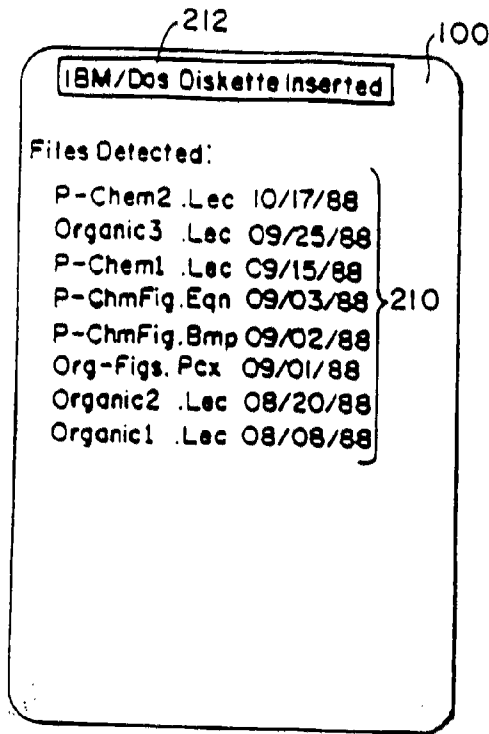 212
100
IBM/Dos Diskette Inserted
Files Detected:
P-Chem2 .Lec 10/17/88
Organic3 .Lec 09/25/88
P-Chem1 .Lec 09/15/88
P-ChmFig.Eqn 09/03/88
210
P-ChmFig.Bmp 09/02/88
Org-Figs. Pcx 09/01/88
Organic2 .Lec 08/20/88
Organic1 .Lec 08/08/88